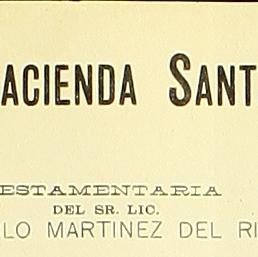 ACIENDA SANT
ESTAMENTARIA
DEL SR. LIC.
LO MARTINEZ DEL RI